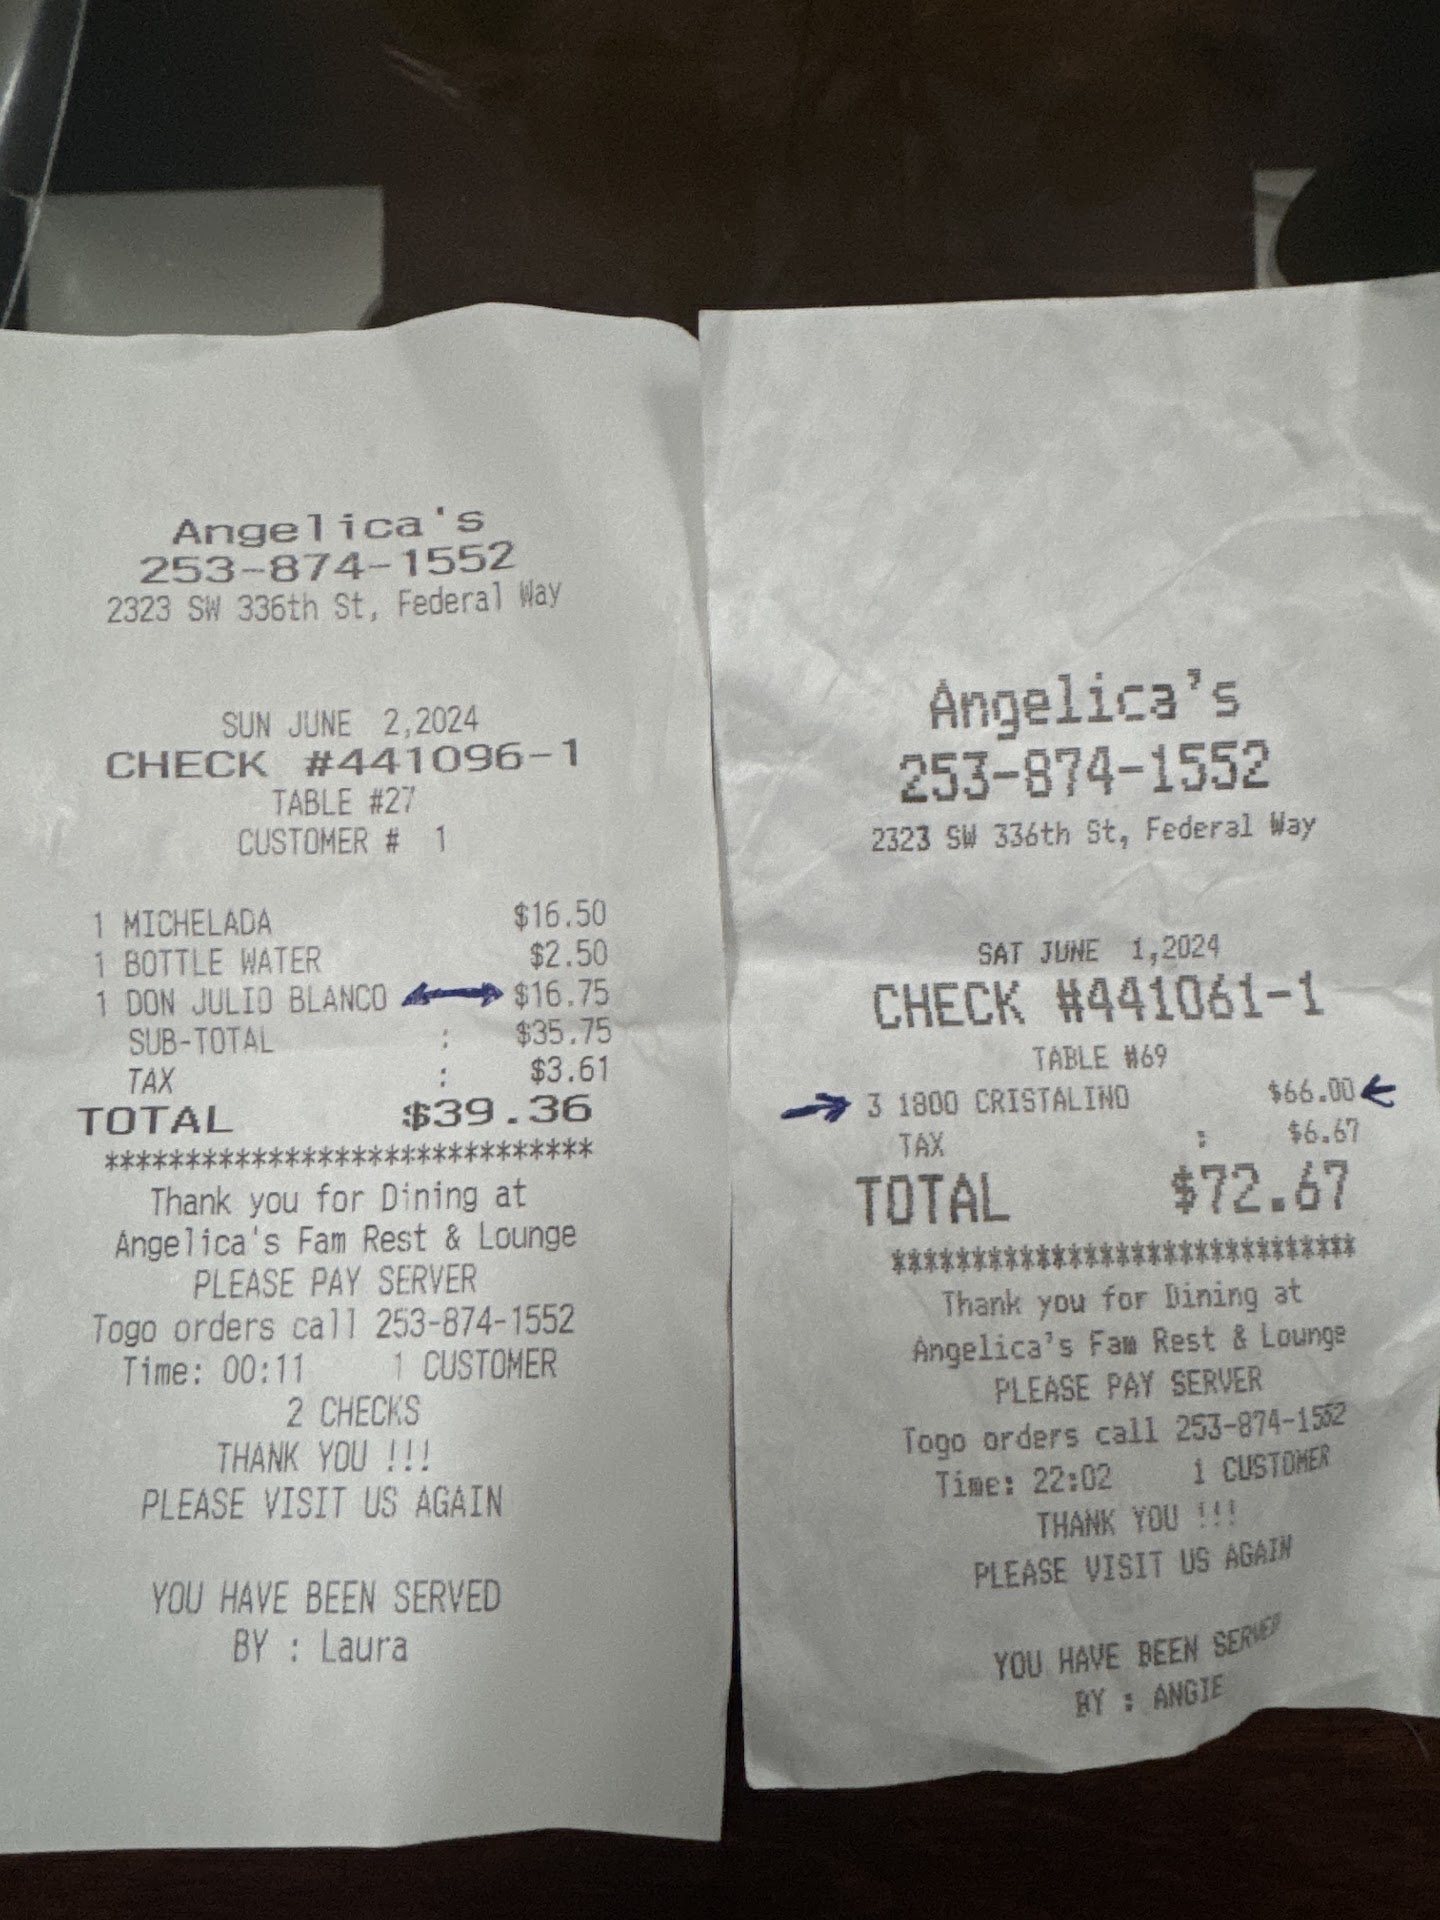 Angelica's
253-874-1552
2323 SW 336th St, Federal Way
SUN JUNE 2,2024
CHECK #441096-1
TABLE #27
CUSTOMER # 1
1 MICHELADA $16.50
1 BOTTLE WATER $2.50
1 DON JULIO BLANCO $16.75
SUB-TOTAL : $35.75
TAX : $3.61
TOTAL $39.36
******************************
Thank you for Dining at
Angelica's Fam Rest & Lounge
PLEASE PAY SERVER
Togo orders call 253-874-1552
Time: 00:11 1 CUSTOMER
2 CHECKS
THANK YOU !!!
PLEASE VISIT US AGAIN
YOU HAVE BEEN SERVED
BY : Laura
Angelica's
253-874-1552
2323 SW 336th St, Federal Way
SAT JUNE 1,2024
CHECK #441061-1
TABLE #69
3 1800 CRISTALINO $66.00
TAX : $6.67
TOTAL $72.67
******************************
Thank you for Dining at
Angelica's Fam Rest & Lounge
PLEASE PAY SERVER
Togo orders call 253-874-1552
Time: 22:02 1 CUSTOMER
THANK YOU !!!
PLEASE VISIT US AGAIN
YOU HAVE BEEN SERVED
BY : ANGIE